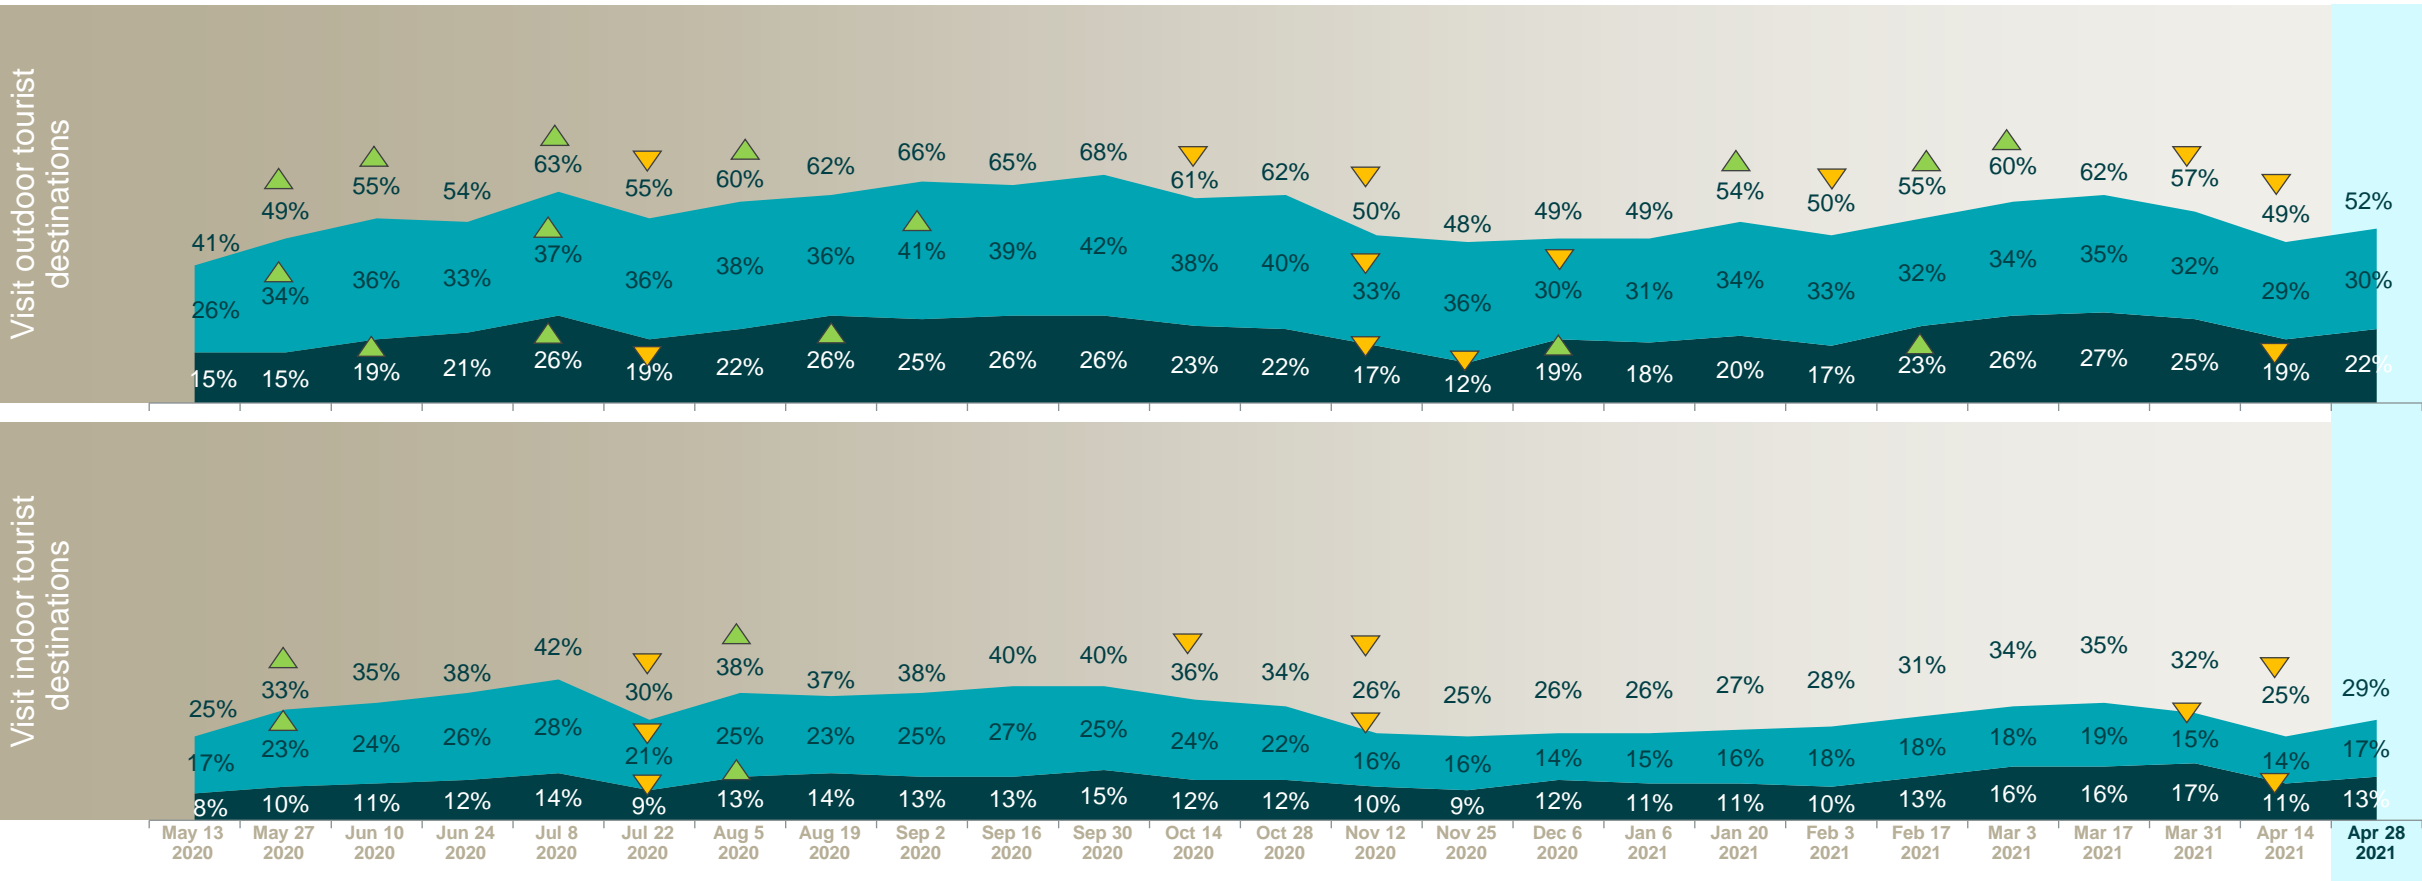 Visit outdoor tourist
destinations
41% 49% 55% 54% 63% 55% 60% 62% 66% 65% 68% 61% 62% 50% 48% 49% 49% 54% 50% 55% 60% 62% 57% 49% 52%
26% 34% 36% 33% 37% 36% 38% 36% 41% 39% 42% 38% 40% 33% 36% 30% 31% 34% 33% 32% 34% 35% 32% 29% 30%
15% 15% 19% 21% 26% 19% 22% 26% 25% 26% 26% 23% 22% 17% 12% 19% 18% 20% 17% 23% 26% 27% 25% 19% 22%
Visit indoor tourist
destinations
25% 33% 35% 38% 42% 30% 38% 37% 38% 40% 40% 36% 34% 26% 25% 26% 26% 27% 28% 31% 34% 35% 32% 25% 29%
17% 23% 24% 26% 28% 21% 25% 23% 25% 27% 25% 24% 22% 16% 16% 14% 15% 16% 18% 18% 18% 19% 15% 14% 17%
8% 10% 11% 12% 14% 9% 13% 14% 13% 13% 15% 12% 12% 10% 9% 12% 11% 11% 10% 13% 16% 16% 17% 11% 13%
May 13 May 27 Jun 10 Jun 24 Jul 8 Jul 22 Aug 5 Aug 19 Sep 2 Sep 16 Sep 30 Oct 14 Oct 28 Nov 12 Nov 25 Dec 6 Jan 6 Jan 20 Feb 3 Feb 17 Mar 3 Mar 17 Mar 31 Apr 14 Apr 28
2020 2020 2020 2020 2020 2020 2020 2020 2020 2020 2020 2020 2020 2020 2020 2020 2021 2021 2021 2021 2021 2021 2021 2021 2021